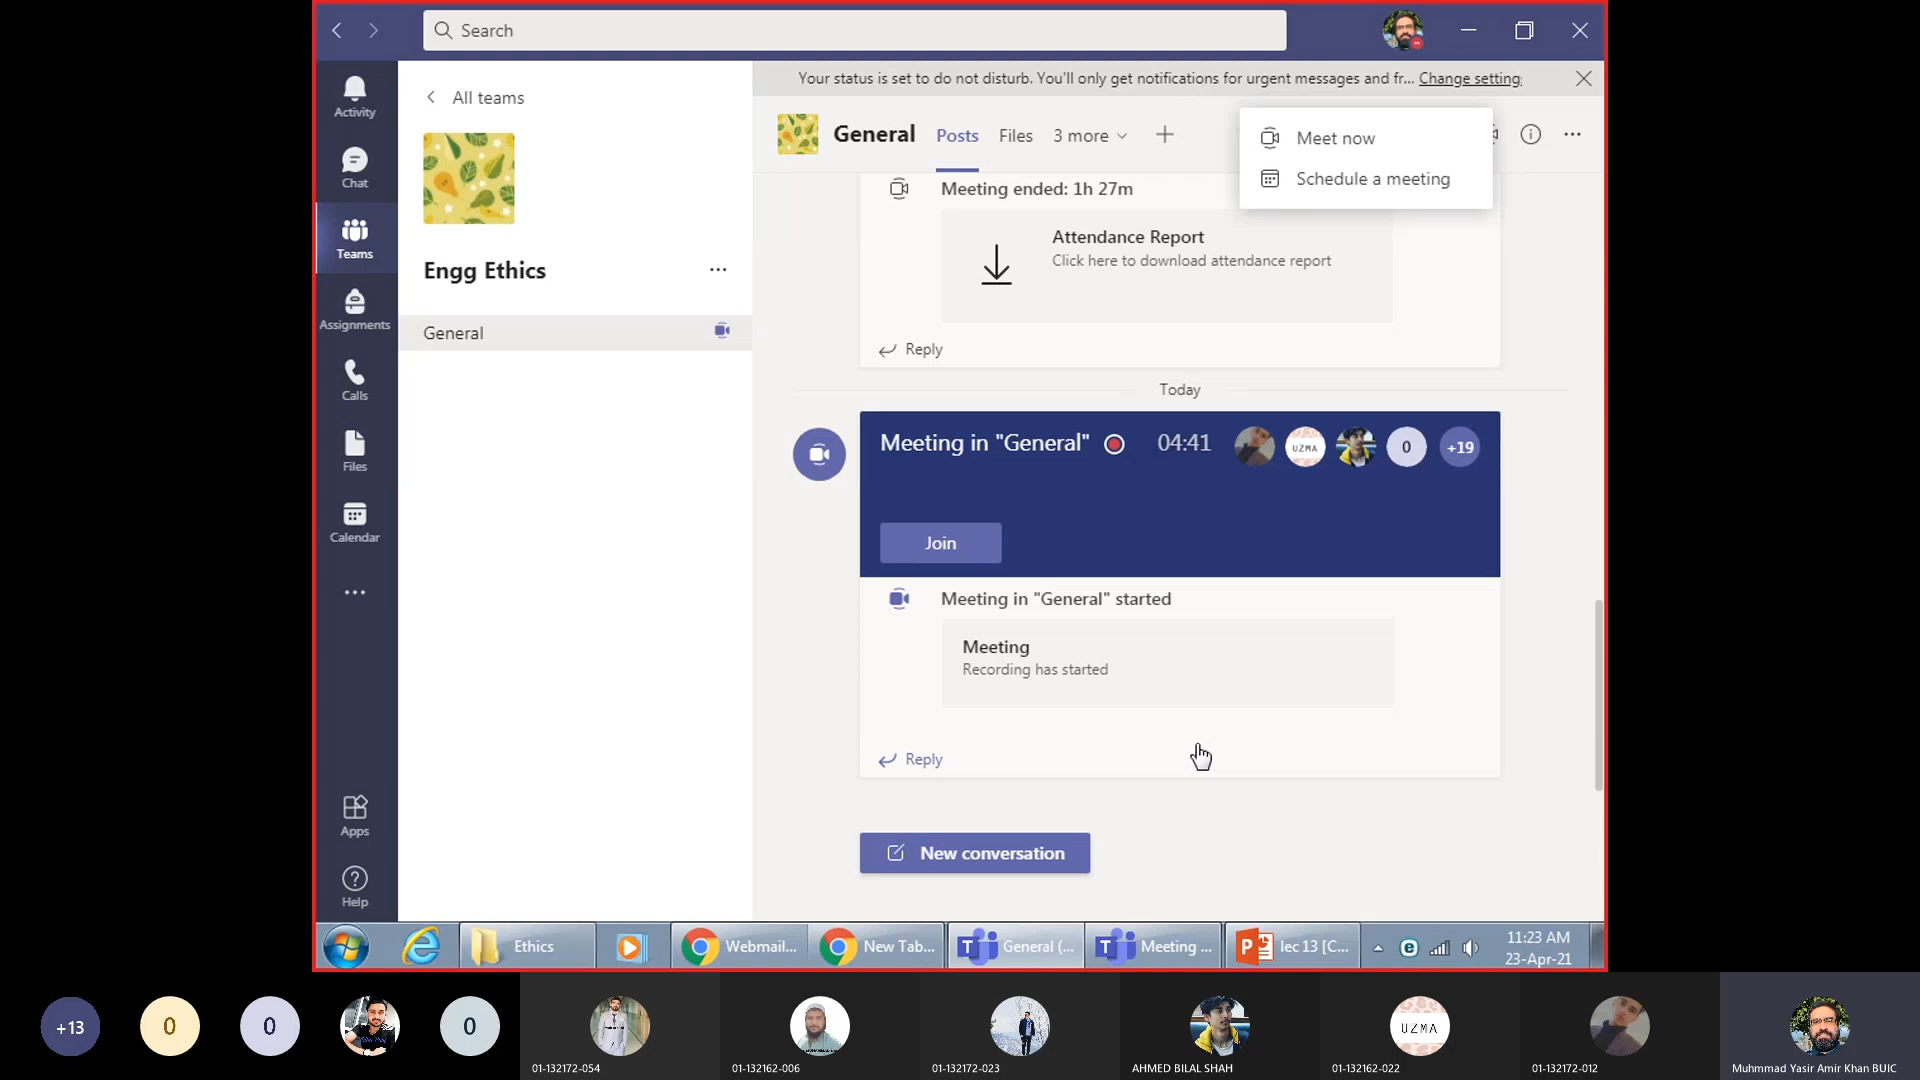 Search
Your status is set to do not disturb. You'll only get notifications for urgent messages and fr... Change setting
Activity
Chat
Teams
Assignments
Calls
Files
Calendar
Apps
Help
All teams
Engg Ethics
General
General Posts Files 3 more
Meet now
Schedule a meeting
Meeting ended: 1h 27m
Attendance Report
Click here to download attendance report
Reply
Today
Meeting in "General" 04:41 UZMA 0 +19
Join
Meeting in "General" started
Meeting
Recording has started
Reply
New conversation
Ethics Webmail... New Tab... General (... Meeting ... lec 13 [C... 11:23 AM
23-Apr-21
+13 0 0 0 UZMA
01-132172-054 01-132162-006 01-132172-023 AHMED BILAL SHAH 01-132162-022 01-132172-012 Muhmmad Yasir Amir Khan BUIC